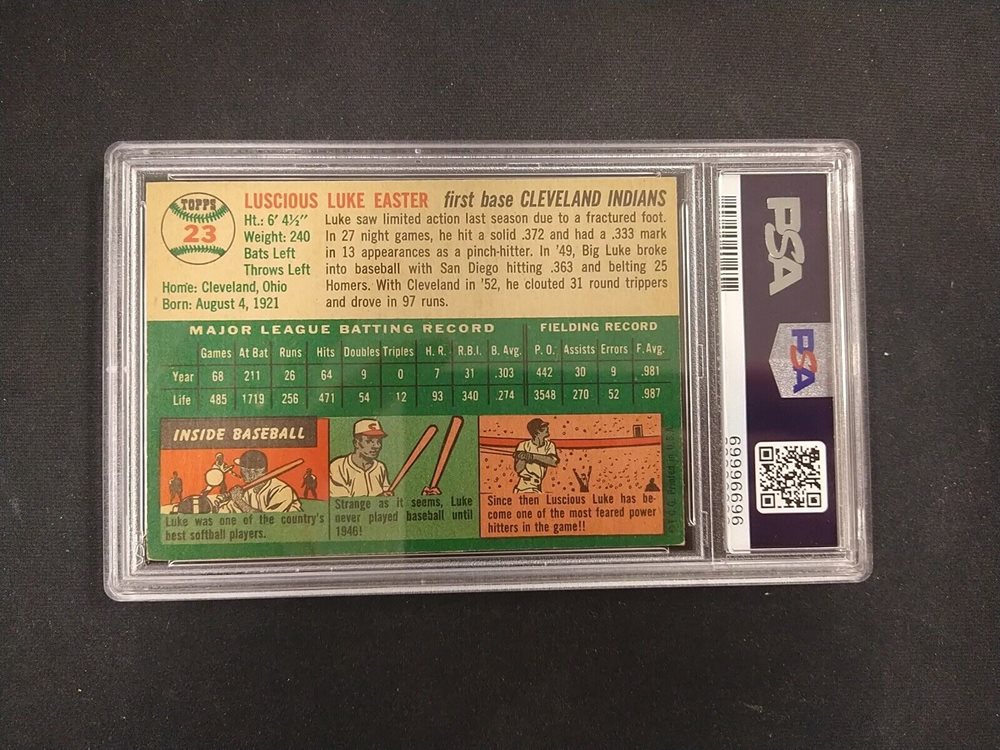 TOPPS
23
LUSCIOUS LUKE EASTER first base CLEVELAND INDIANS
Ht.: 6' 4½"
Weight: 240
Bats Left
Throws Left
Home: Cleveland, Ohio
Born: August 4, 1921
Luke saw limited action last season due to a fractured foot.
In 27 night games, he hit a solid .372 and had a .333 mark
in 13 appearances as a pinch-hitter. In '49, Big Luke broke
into baseball with San Diego hitting .363 and belting 25
Homers. With Cleveland in '52, he clouted 31 round trippers
and drove in 97 runs.
MAJOR LEAGUE BATTING RECORD FIELDING RECORD
Games At Bat Runs Hits Doubles Triples H. R. R.B.I. B. Avg. P. O. Assists Errors F. Avg.
Year 68 211 26 64 9 0 7 31 .303 442 30 9 .981
Life 485 1719 256 471 54 12 93 340 .274 3548 270 52 .987
INSIDE BASEBALL
Luke was one of the country's
best softball players.
Strange as it seems, Luke
never played baseball until
1946!
Since then Luscious Luke has be-
come one of the most feared power
hitters in the game!!
T. C. G. Printed in U.S.A.
PSA
PSA